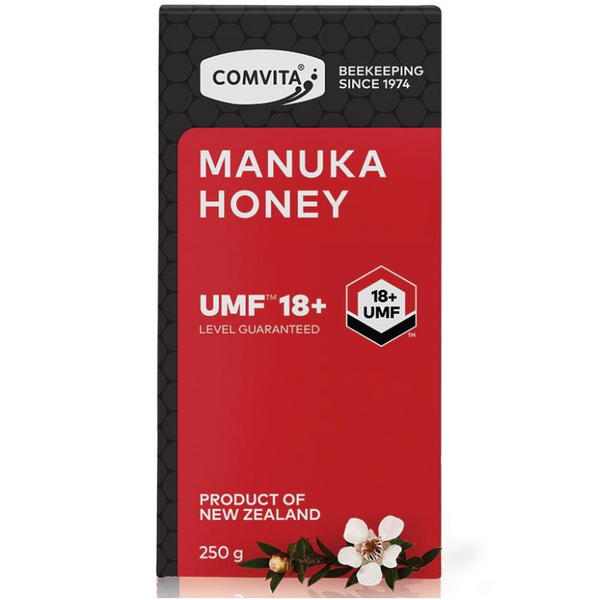 COMVITA®
BEEKEEPING
SINCE 1974
MANUKA
HONEY
UMF™ 18+
LEVEL GUARANTEED
18+
UMF
™
PRODUCT OF
NEW ZEALAND
250 g